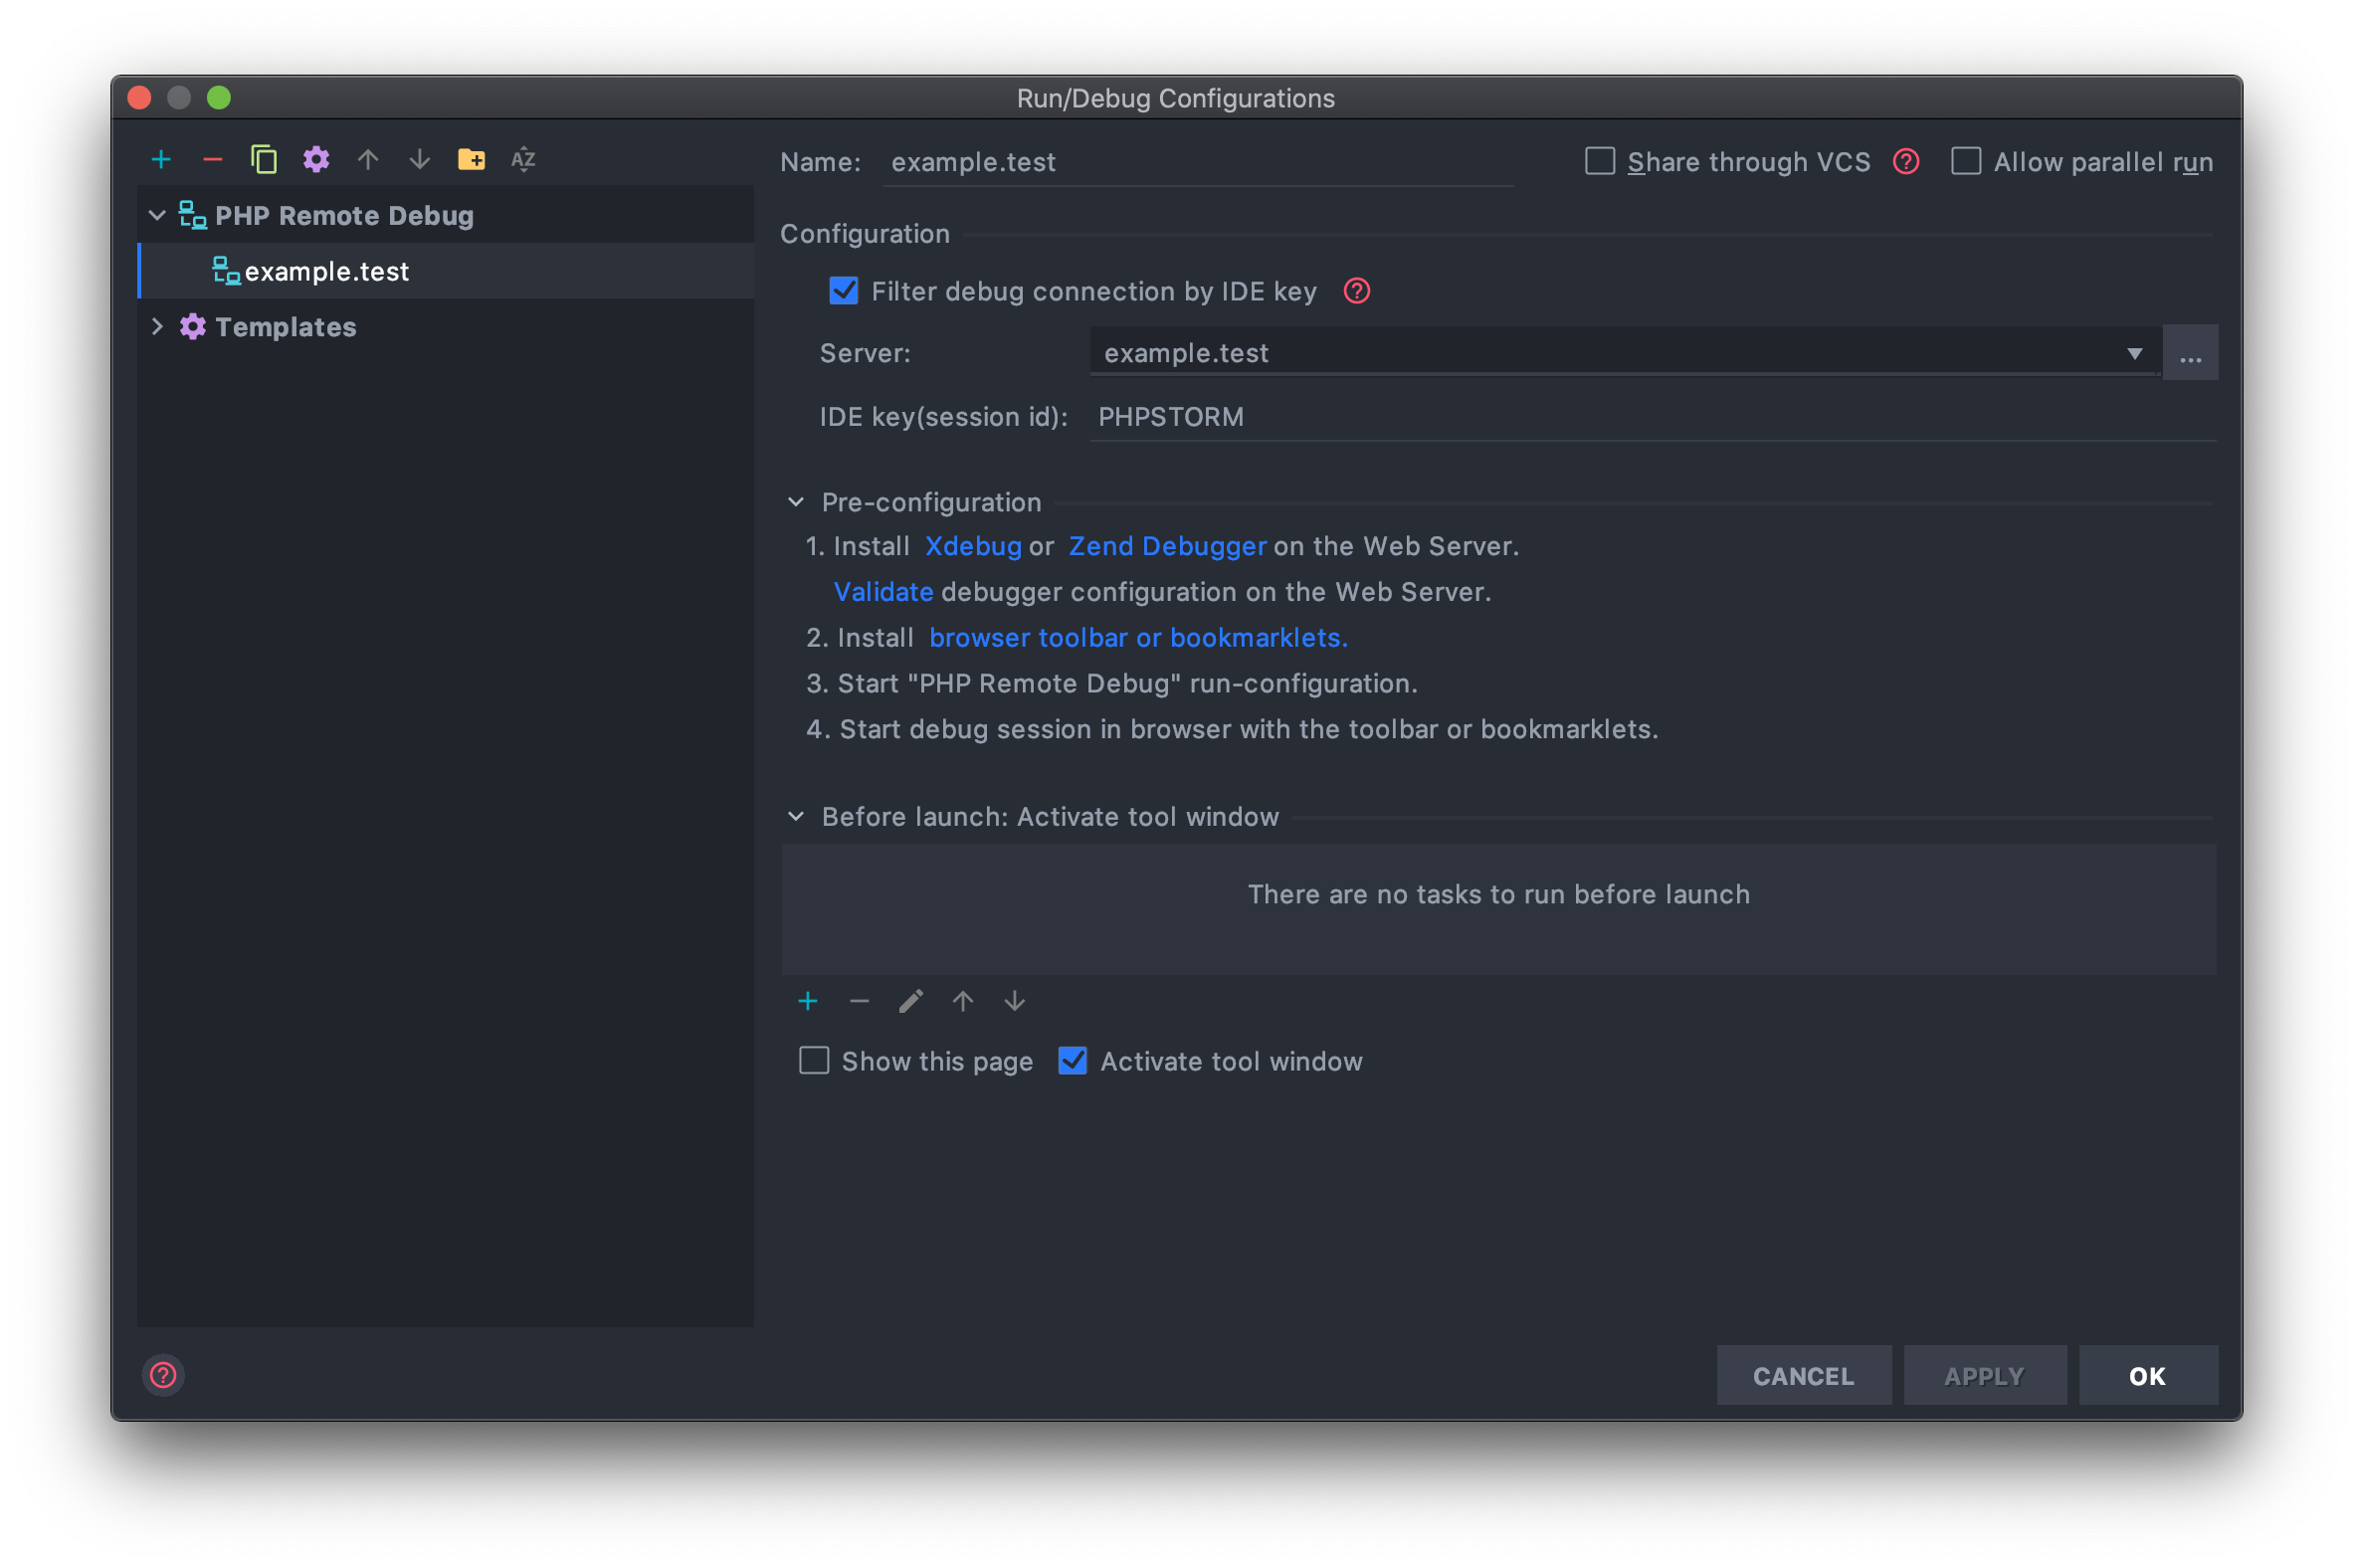 Run/Debug Configurations
AZ
Name: example.test Share through VCS ? Allow parallel run
PHP Remote Debug
example.test
Templates
Configuration
Filter debug connection by IDE key ?
Server: example.test ...
IDE key(session id): PHPSTORM
Pre-configuration
1. Install Xdebug or Zend Debugger on the Web Server.
Validate debugger configuration on the Web Server.
2. Install browser toolbar or bookmarklets.
3. Start "PHP Remote Debug" run-configuration.
4. Start debug session in browser with the toolbar or bookmarklets.
Before launch: Activate tool window
There are no tasks to run before launch
Show this page Activate tool window
? CANCEL APPLY OK